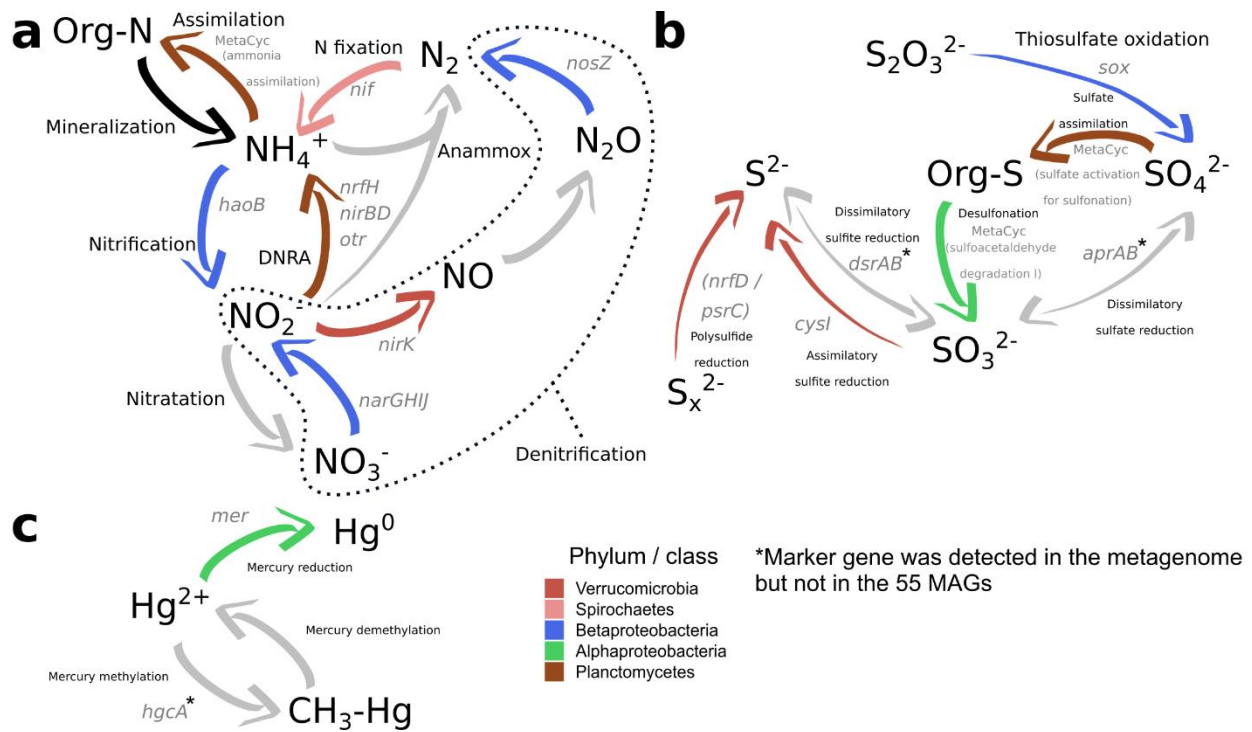 a
Org-N
Assimilation
MetaCyc
(ammonia
assimilation)
N fixation
nif
N₂
nosZ
Mineralization
NH₄⁺
Anammox
N₂O
haoB
nrfH
nirBD
otr
Nitrification
DNRA
NO
NO₂⁻
nirK
Nitratation
narGHIJ
NO₃⁻
Denitrification
b
S₂O₃²⁻
Thiosulfate oxidation
sox
Sulfate
assimilation
MetaCyc
(sulfate activation
for sulfonation)
S²⁻
Org-S
SO₄²⁻
Dissimilatory
sulfite reduction
dsrAB*
Desulfonation
MetaCyc
(sulfoacetaldehyde
degradation I)
aprAB*
(nrfD /
psrC)
Polysulfide
reduction
cysI
Assimilatory
sulfite reduction
Dissimilatory
sulfate reduction
SO₃²⁻
Sₓ²⁻
c
mer
Hg⁰
Mercury reduction
Hg²⁺
Mercury demethylation
Mercury methylation
hgcA*
CH₃-Hg
Phylum / class
Verrucomicrobia
Spirochaetes
Betaproteobacteria
Alphaproteobacteria
Planctomycetes
*Marker gene was detected in the metagenome
but not in the 55 MAGs